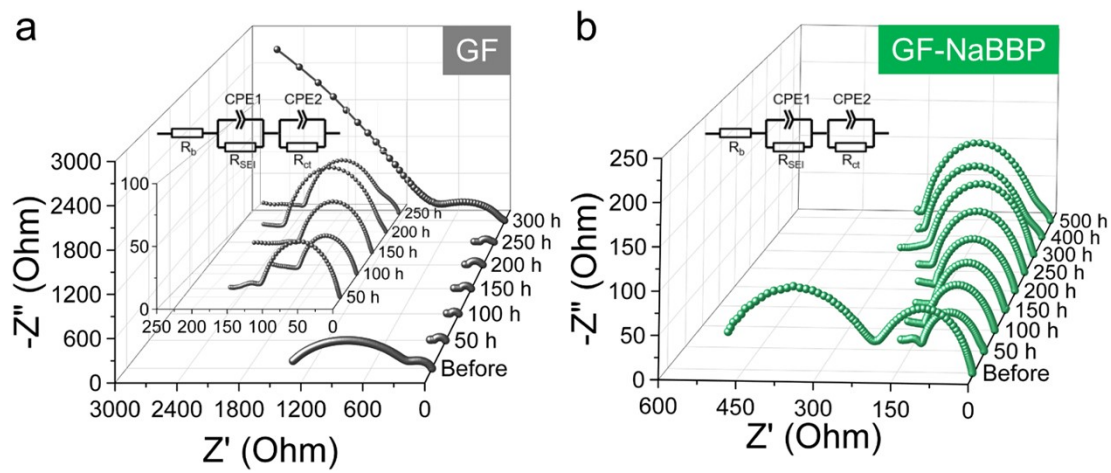 a
GF
CPE1 CPE2
R_b R_SEI R_ct
-Z" (Ohm)
3000
2400
1800
1200
600
0
100
50
0
250 200 150 100 50 0
250 h
200 h
150 h
100 h
50 h
300 h
250 h
200 h
150 h
100 h
50 h
Before
3000 2400 1800 1200 600 0
Z' (Ohm)
b
GF-NaBBP
CPE1 CPE2
R_b R_SEI R_ct
-Z" (Ohm)
250
200
150
100
50
0
500 h
400 h
300 h
250 h
200 h
150 h
100 h
50 h
Before
600 450 300 150 0
Z' (Ohm)